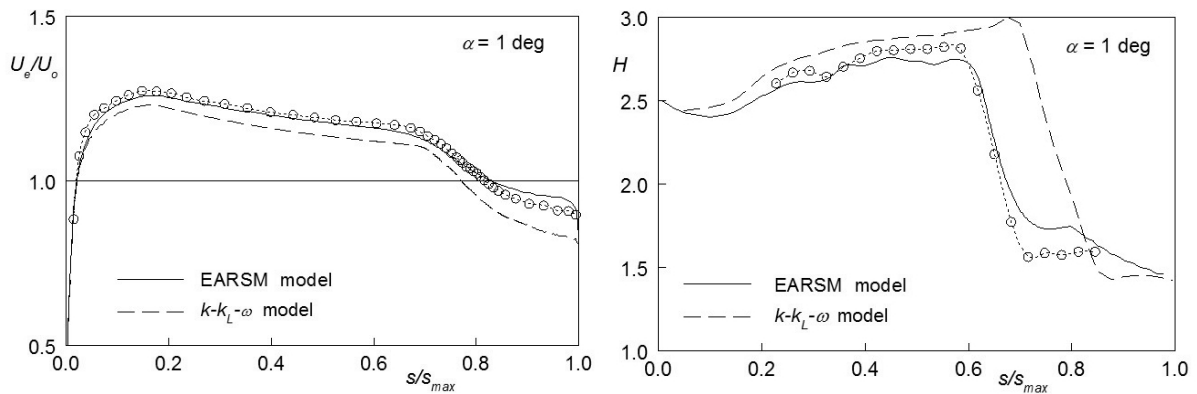 1.5
α = 1 deg
U_e/U_o
1.0
EARSM model
k-k_L-ω model
0.5
0.0 0.2 0.4 0.6 0.8 1.0
s/s_max
3.0
α = 1 deg
H
2.5
2.0
1.5
EARSM model
k-k_L-ω model
1.0
0.0 0.2 0.4 0.6 0.8 1.0
s/s_max